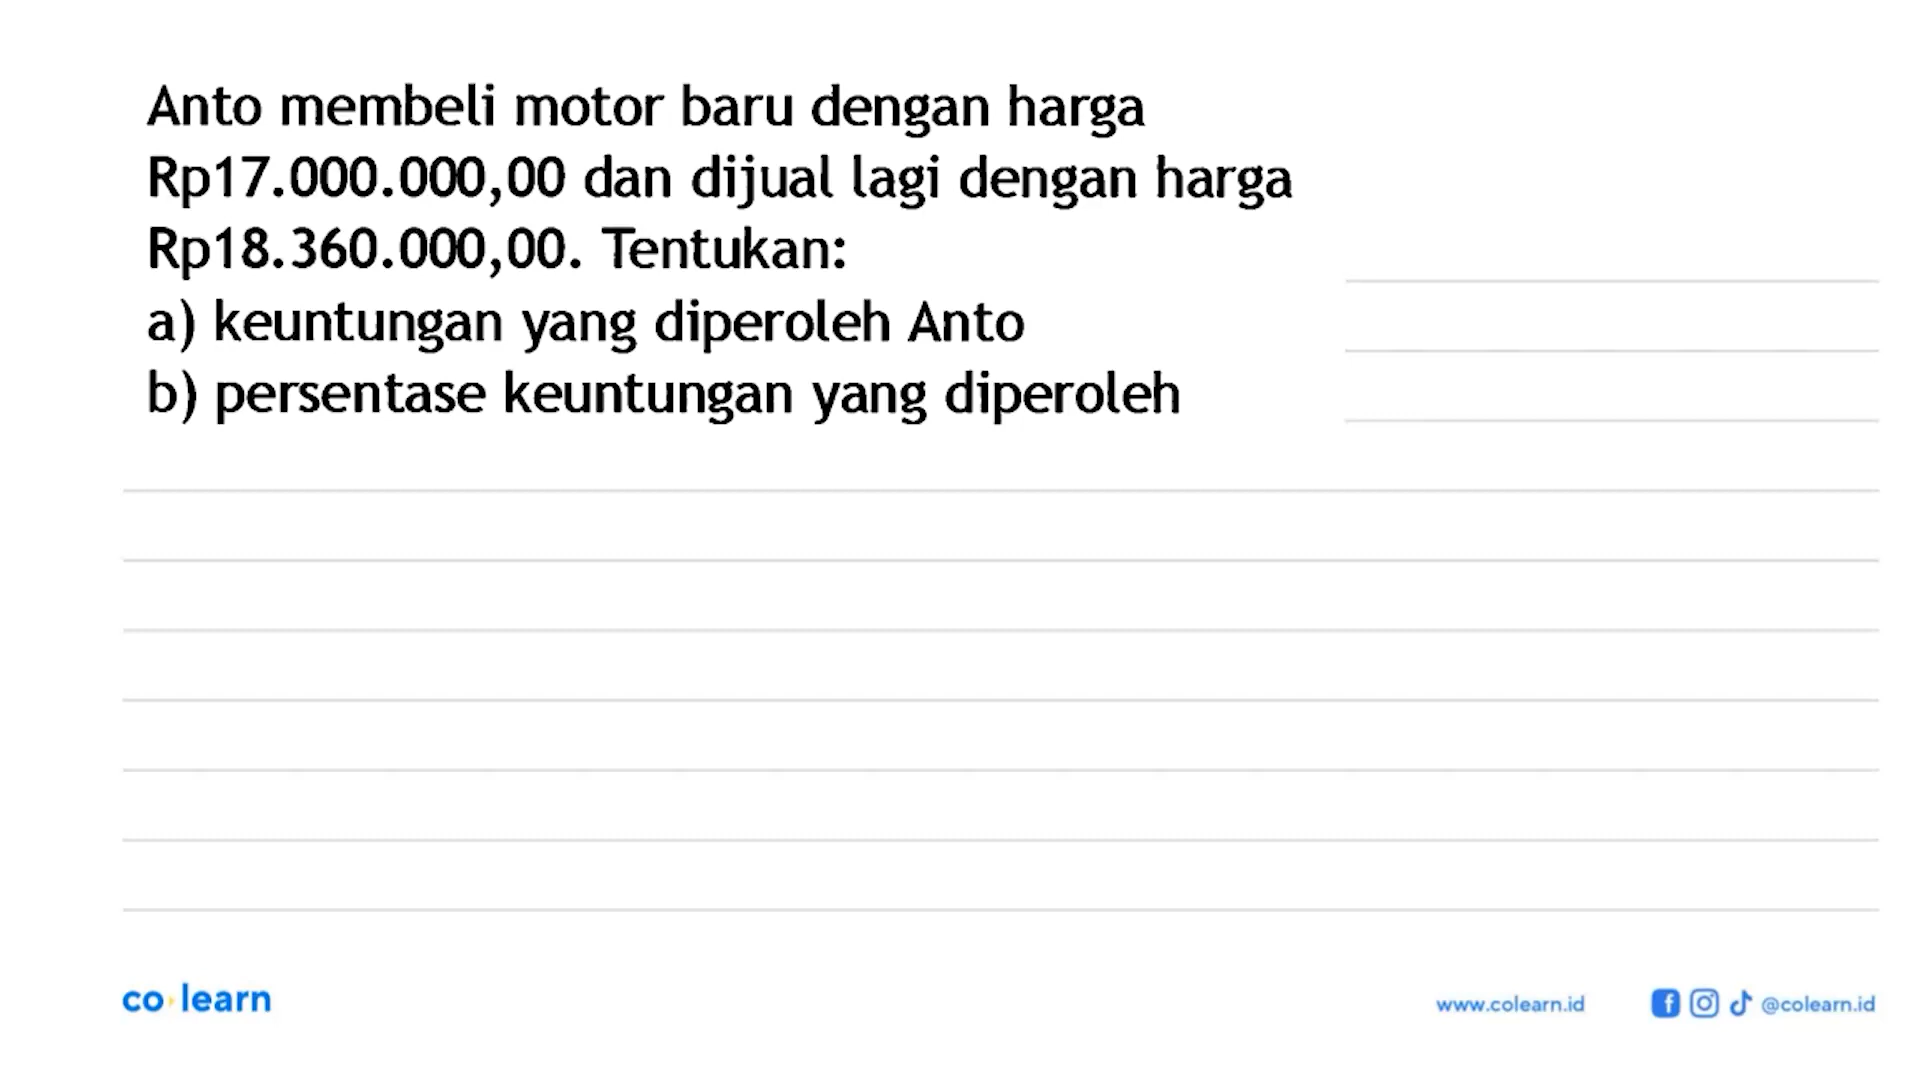 Anto membeli motor baru dengan harga
Rp17.000.000,00 dan dijual lagi dengan harga
Rp18.360.000,00. Tentukan:
a) keuntungan yang diperoleh Anto
b) persentase keuntungan yang diperoleh
co learn
www.colearn.id
@colearn.id